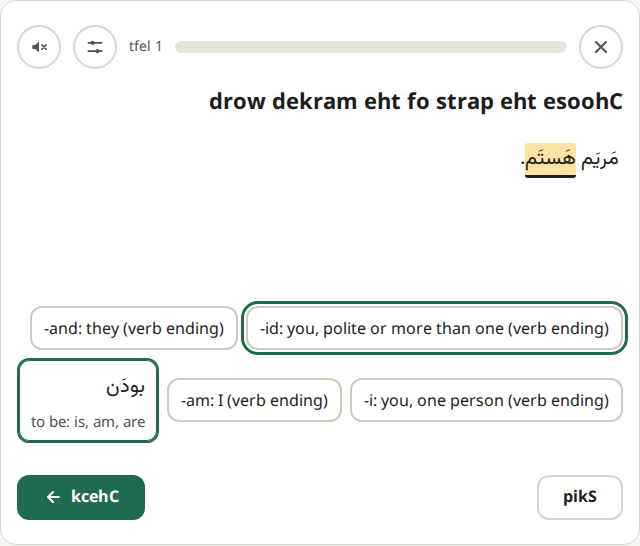 tfel 1
drow dekram eht fo strap eht esoohC
مَریَم هَستَم.
-id: you, polite or more than one (verb ending)
-and: they (verb ending)
-i: you, one person (verb ending)
-am: I (verb ending)
بودَن
to be: is, am, are
pikS
kcehC